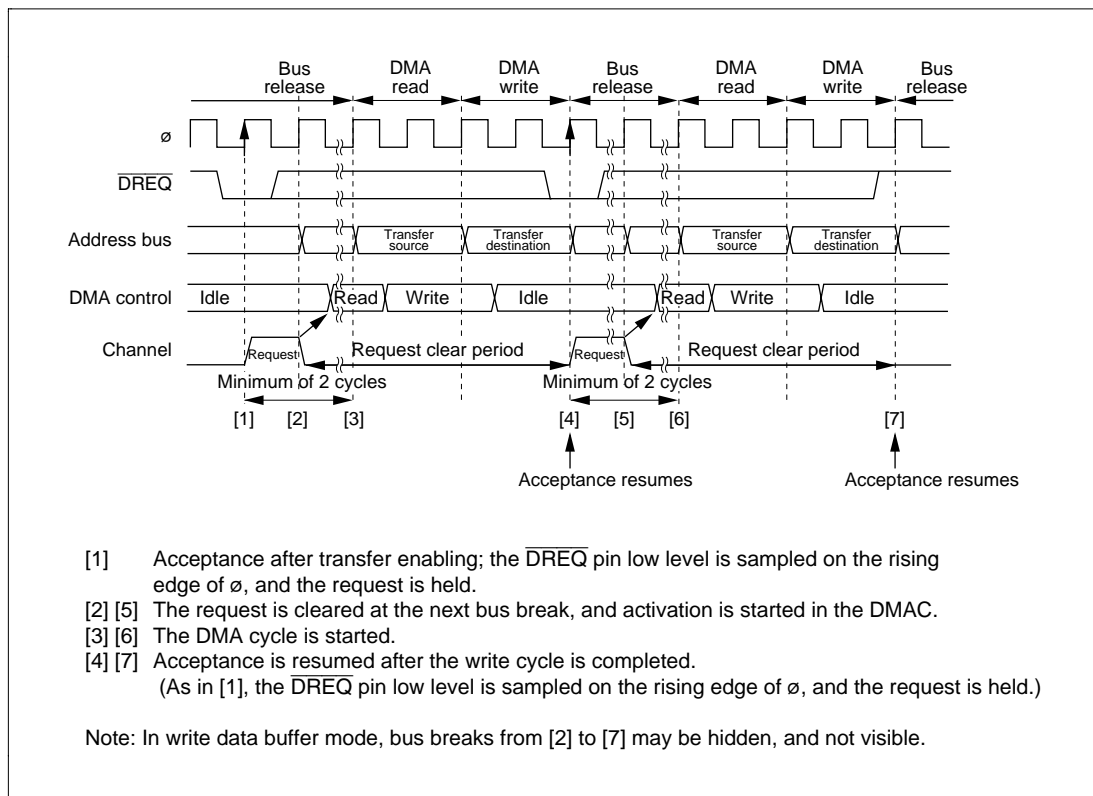 Bus release DMA read DMA write Bus release DMA read DMA write Bus release
ø
DREQ
Address bus Transfer source Transfer destination Transfer source Transfer destination
DMA control Idle Read Write Idle Read Write Idle
Channel Request Request clear period Request Request clear period
Minimum of 2 cycles Minimum of 2 cycles
[1] [2] [3] [4] [5] [6] [7]
Acceptance resumes Acceptance resumes
[1] Acceptance after transfer enabling; the DREQ pin low level is sampled on the rising
edge of ø, and the request is held.
[2] [5] The request is cleared at the next bus break, and activation is started in the DMAC.
[3] [6] The DMA cycle is started.
[4] [7] Acceptance is resumed after the write cycle is completed.
(As in [1], the DREQ pin low level is sampled on the rising edge of ø, and the request is held.)
Note: In write data buffer mode, bus breaks from [2] to [7] may be hidden, and not visible.